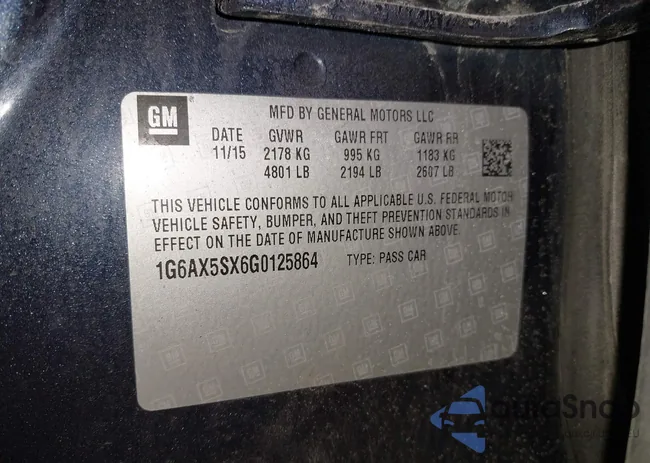 GM
MFD BY GENERAL MOTORS LLC
DATE GVWR GAWR FRT GAWR RR
11/15 2178 KG 995 KG 1183 KG
4801 LB 2194 LB 2607 LB
THIS VEHICLE CONFORMS TO ALL APPLICABLE U.S. FEDERAL MOTOR
VEHICLE SAFETY, BUMPER, AND THEFT PREVENTION STANDARDS IN
EFFECT ON THE DATE OF MANUFACTURE SHOWN ABOVE.
1G6AX5SX6G0125864 TYPE: PASS CAR
AutoSnap